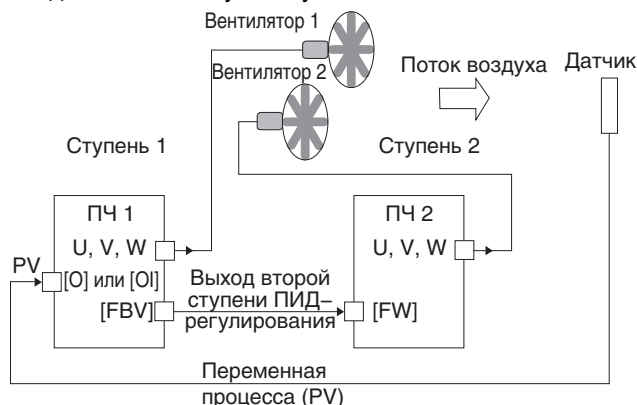 Вентилятор 1
Вентилятор 2
Поток воздуха
Датчик
Ступень 1
Ступень 2
ПЧ 1
ПЧ 2
U, V, W
U, V, W
PV
[O] или [OI]
Выход второй
ступени ПИД–
регулирования
[FBV]
[FW]
Переменная
процесса (PV)